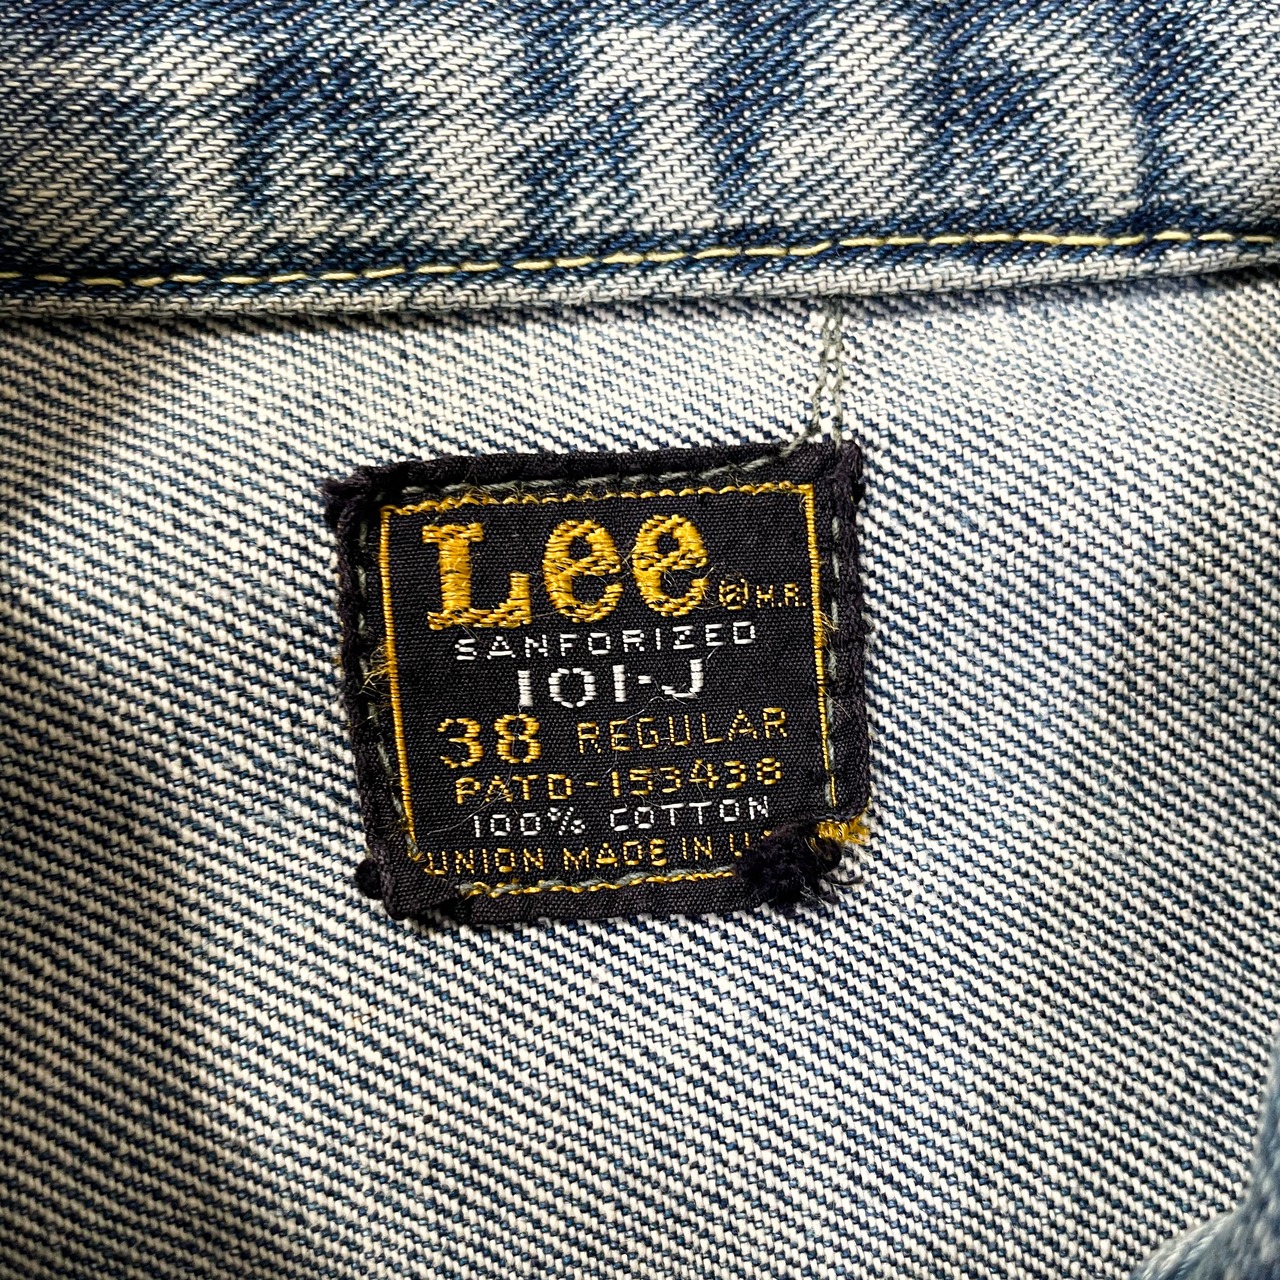 Lee ® M.R.
SANFORIZED
101-J
38 REGULAR
PATD-153438
100% COTTON
UNION MADE IN U.S.